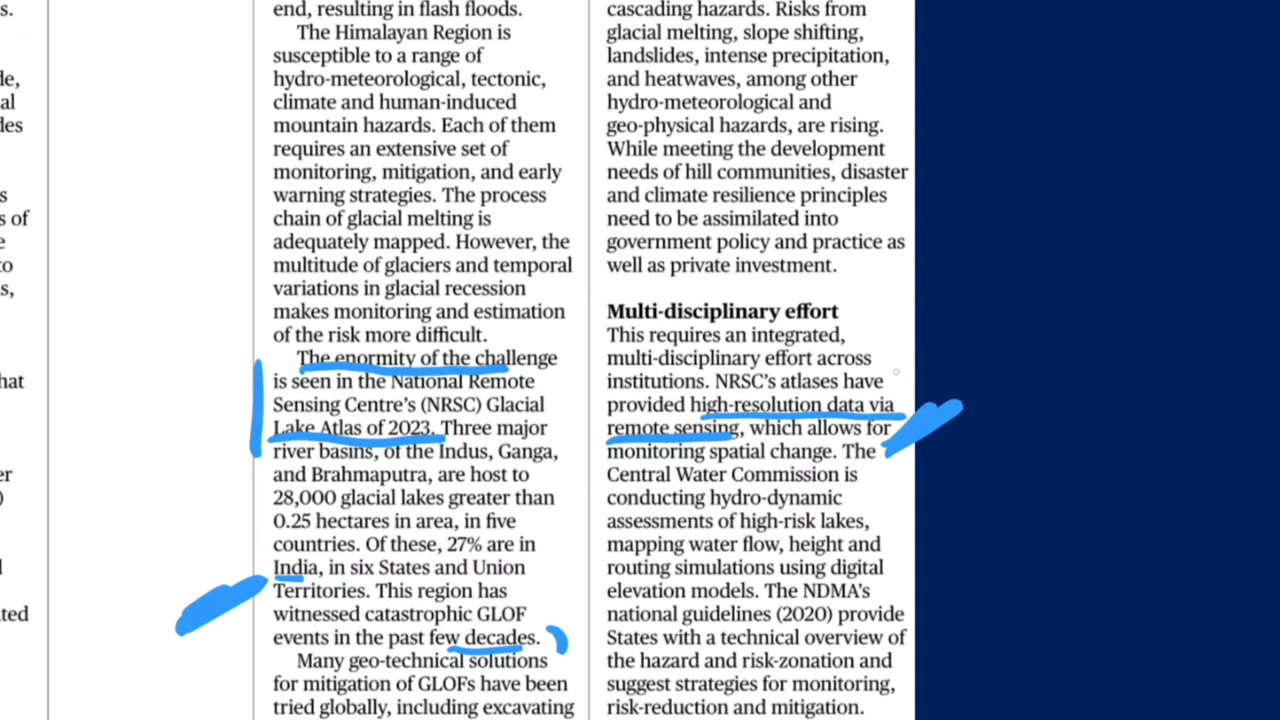 s.
de,
al
des
s
s of
e
to
s,
hat
er
)
l
ted
end, resulting in flash floods.
The Himalayan Region is
susceptible to a range of
hydro-meteorological, tectonic,
climate and human-induced
mountain hazards. Each of them
requires an extensive set of
monitoring, mitigation, and early
warning strategies. The process
chain of glacial melting is
adequately mapped. However, the
multitude of glaciers and temporal
variations in glacial recession
makes monitoring and estimation
of the risk more difficult.
The enormity of the challenge
is seen in the National Remote
Sensing Centre's (NRSC) Glacial
Lake Atlas of 2023. Three major
river basins, of the Indus, Ganga,
and Brahmaputra, are host to
28,000 glacial lakes greater than
0.25 hectares in area, in five
countries. Of these, 27% are in
India, in six States and Union
Territories. This region has
witnessed catastrophic GLOF
events in the past few decades.
Many geo-technical solutions
for mitigation of GLOFs have been
tried globally, including excavating
cascading hazards. Risks from
glacial melting, slope shifting,
landslides, intense precipitation,
and heatwaves, among other
hydro-meteorological and
geo-physical hazards, are rising.
While meeting the development
needs of hill communities, disaster
and climate resilience principles
need to be assimilated into
government policy and practice as
well as private investment.
Multi-disciplinary effort
This requires an integrated,
multi-disciplinary effort across
institutions. NRSC's atlases have
provided high-resolution data via
remote sensing, which allows for
monitoring spatial change. The
Central Water Commission is
conducting hydro-dynamic
assessments of high-risk lakes,
mapping water flow, height and
routing simulations using digital
elevation models. The NDMA's
national guidelines (2020) provide
States with a technical overview of
the hazard and risk-zonation and
suggest strategies for monitoring,
risk-reduction and mitigation.